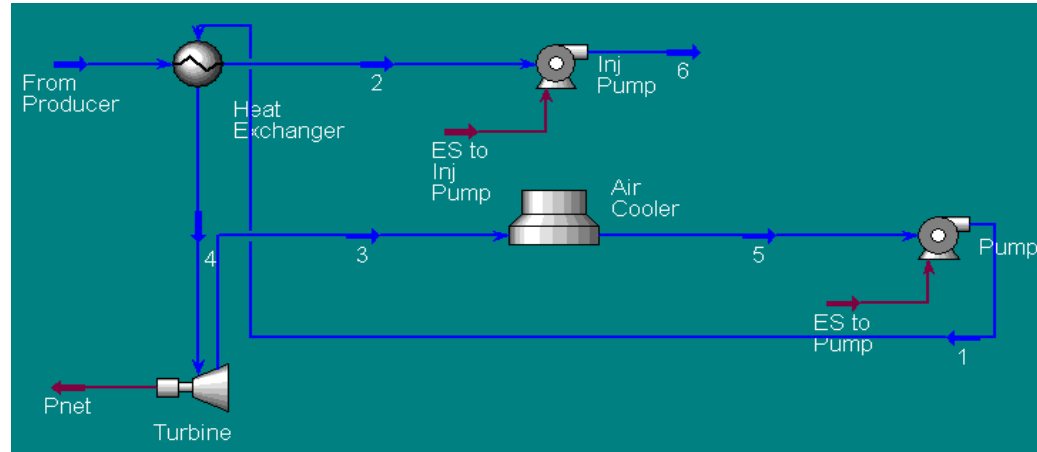 From
Producer
Heat
Exchanger
2
Inj
Pump
6
ES to
Inj
Pump
Air
Cooler
4
3
5
Pump
ES to
Pump
1
Pnet
Turbine